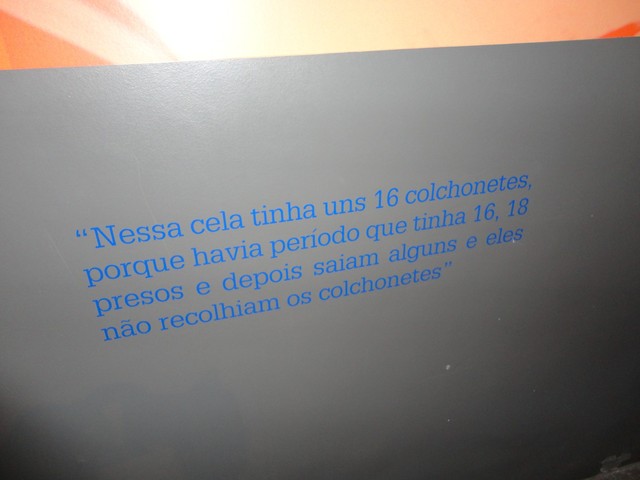 “Nessa cela tinha uns 16 colchonetes,
porque havia período que tinha 16, 18
presos e depois saiam alguns e eles
não recolhiam os colchonetes”